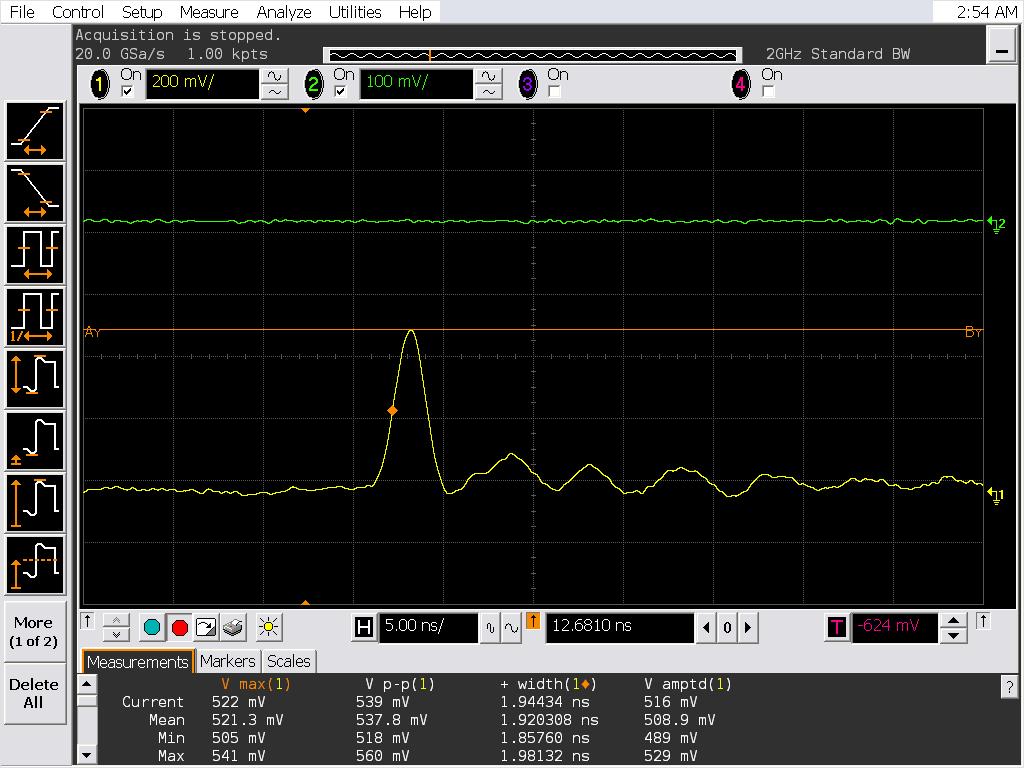 File Control Setup Measure Analyze Utilities Help 2:54 AM
Acquisition is stopped.
20.0 GSa/s 1.00 kpts 2GHz Standard BW
1 On 200 mV/ 2 On 100 mV/ 3 On 4 On
2
Ay By
1
1/
More
(1 of 2)
H 5.00 ns/ 12.6810 ns 0 T -624 mV
Delete
All
Measurements Markers Scales
V max(1) V p-p(1) + width(1◆) V amptd(1) ?
Current 522 mV 539 mV 1.94434 ns 516 mV
Mean 521.3 mV 537.8 mV 1.920308 ns 508.9 mV
Min 505 mV 518 mV 1.85760 ns 489 mV
Max 541 mV 560 mV 1.98132 ns 529 mV